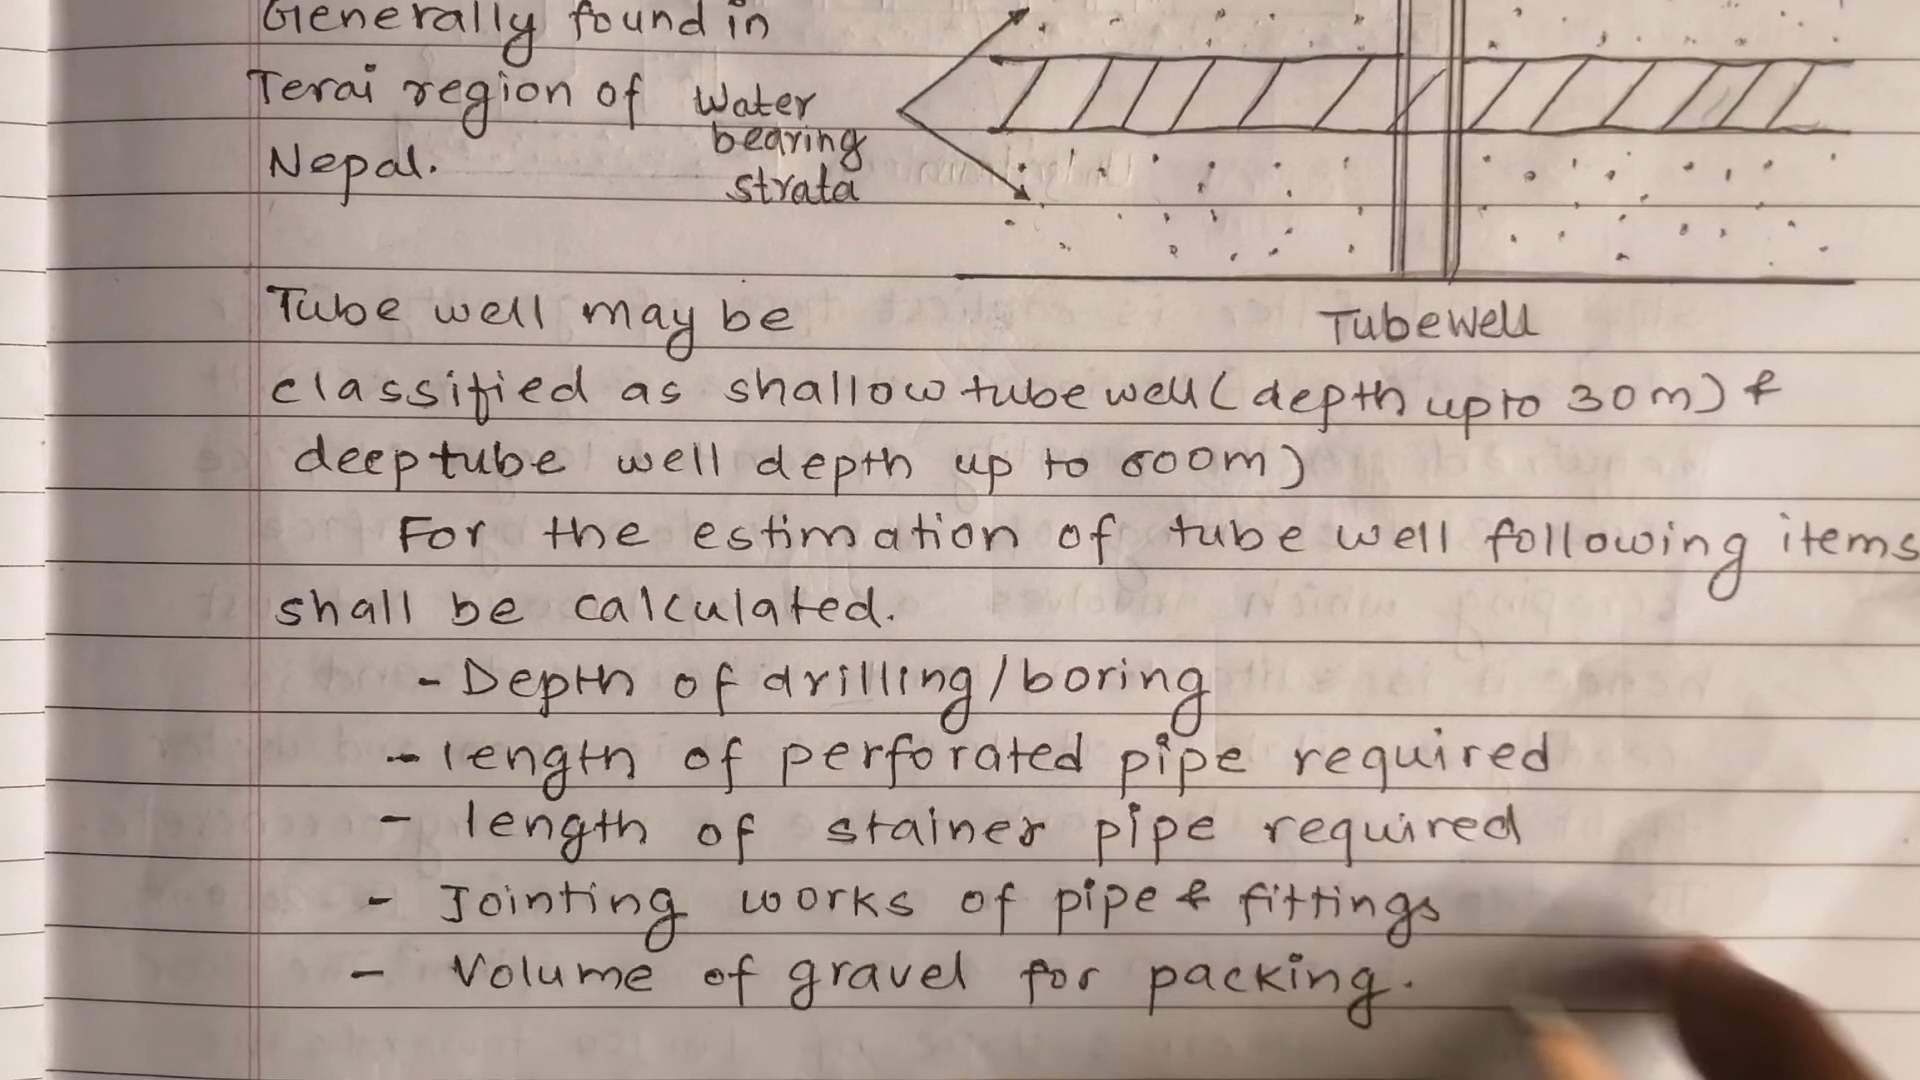 Generally found in
Terai region of
Nepal.
Water
bearing
strata
Tubewell
Tube well may be
classified as shallow tube well (depth upto 30m) &
deep tube well depth up to 600m)
For the estimation of tube well following items
shall be calculated.
- Depth of drilling/boring
- length of perforated pipe required
- length of stainer pipe required
- Jointing works of pipe & fittings
- Volume of gravel for packing.